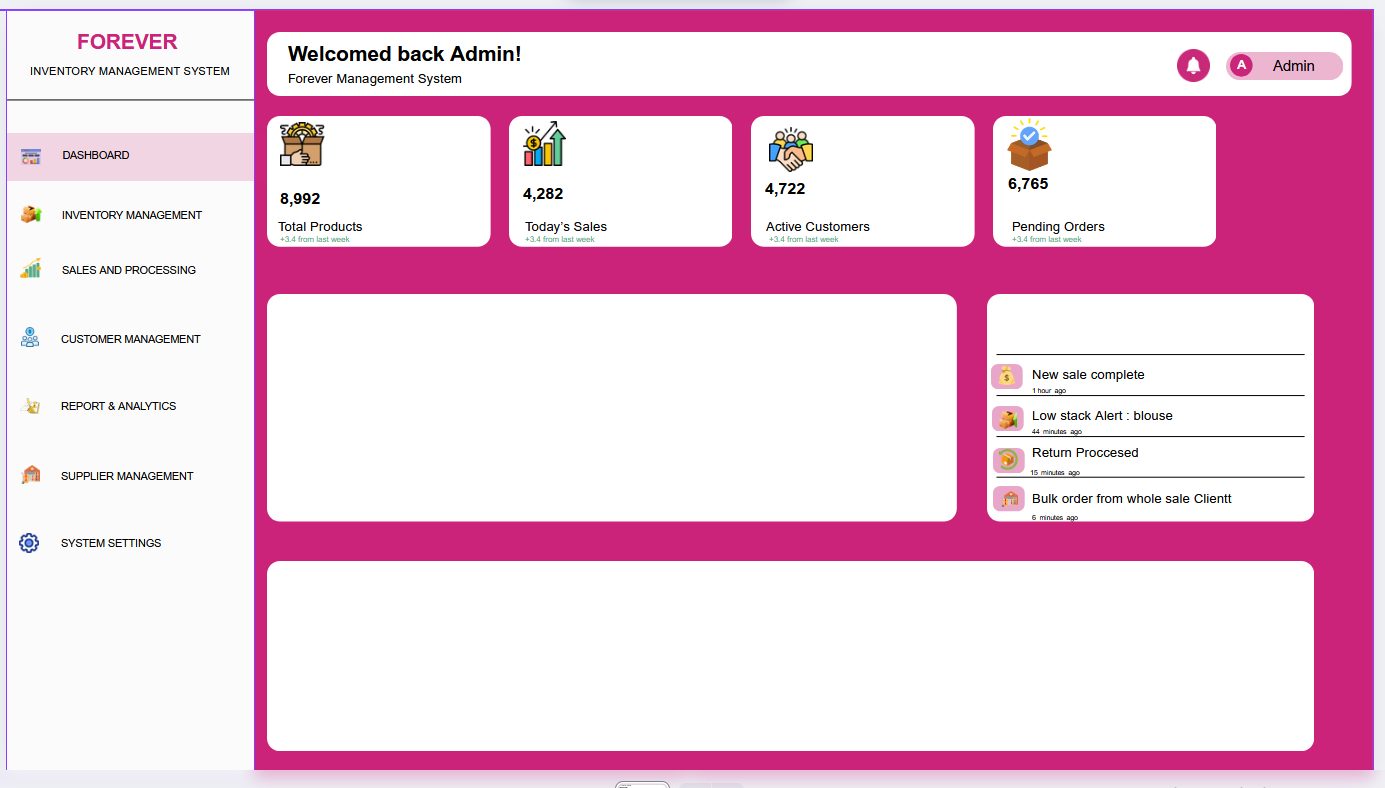 FOREVER
INVENTORY MANAGEMENT SYSTEM
DASHBOARD
INVENTORY MANAGEMENT
SALES AND PROCESSING
CUSTOMER MANAGEMENT
REPORT & ANALYTICS
SUPPLIER MANAGEMENT
SYSTEM SETTINGS
Welcomed back Admin!
Forever Management System
A Admin
8,992
Total Products
+3.4 from last week
4,282
Today's Sales
+3.4 from last week
4,722
Active Customers
+3.4 from last week
6,765
Pending Orders
+3.4 from last week
New sale complete
1 hour ago
Low stack Alert : blouse
44 minutes ago
Return Proccesed
15 minutes ago
Bulk order from whole sale Clientt
6 minutes ago